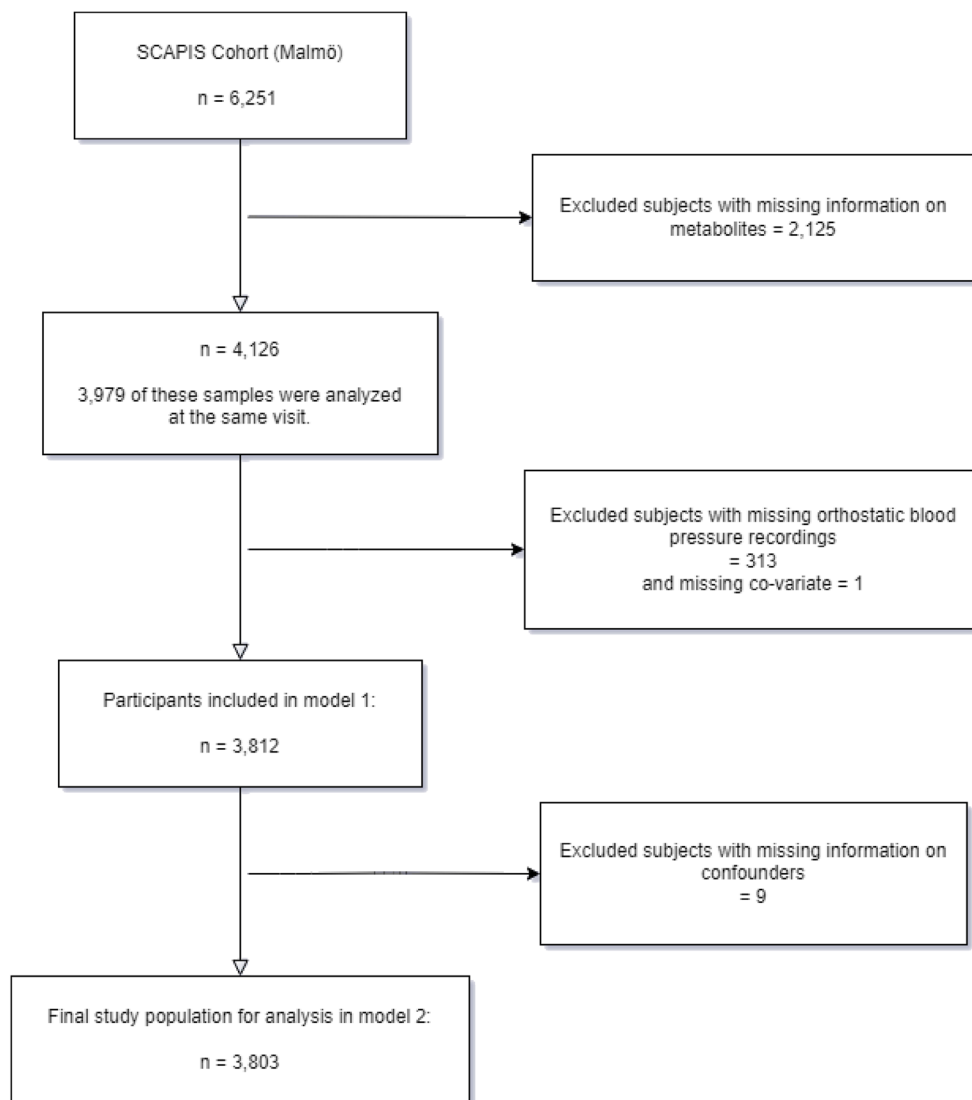 SCAPIS Cohort (Malmö)
n = 6,251
Excluded subjects with missing information on
metabolites = 2,125
n = 4,126
3,979 of these samples were analyzed
at the same visit.
Excluded subjects with missing orthostatic blood
pressure recordings
= 313
and missing co-variate = 1
Participants included in model 1:
n = 3,812
Excluded subjects with missing information on
confounders
= 9
Final study population for analysis in model 2:
n = 3,803